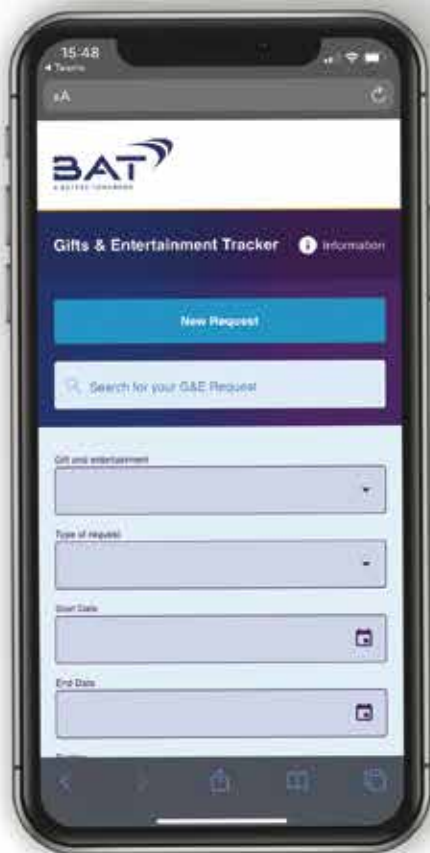 15:48
◀ Teams
AA
BAT
A BETTER TOMORROW
Gifts & Entertainment Tracker
Information
New Request
Search for your G&E Request
Gift and entertainment
Type of request
Start Date
End Date